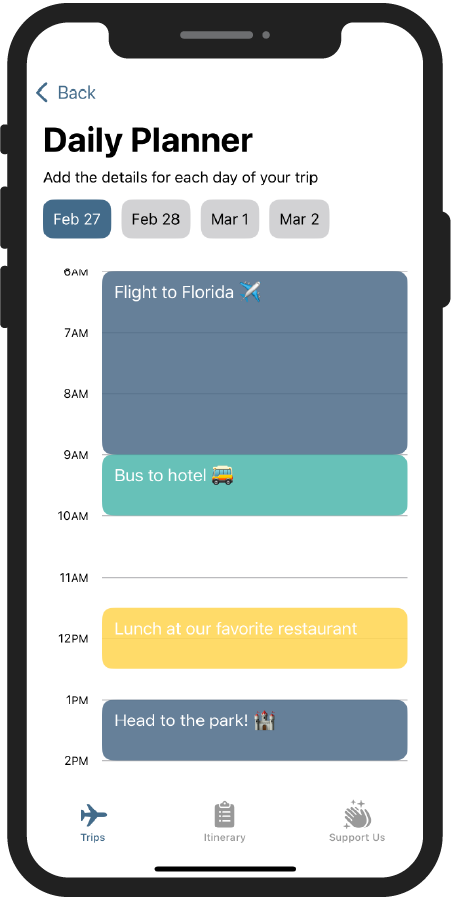 Back
Daily Planner
Add the details for each day of your trip
Feb 27 Feb 28 Mar 1 Mar 2
6AM
Flight to Florida ✈️
7AM
8AM
9AM
Bus to hotel 🚌
10AM
11AM
Lunch at our favorite restaurant
12PM
1PM
Head to the park! 🏰
2PM
Trips Itinerary Support Us